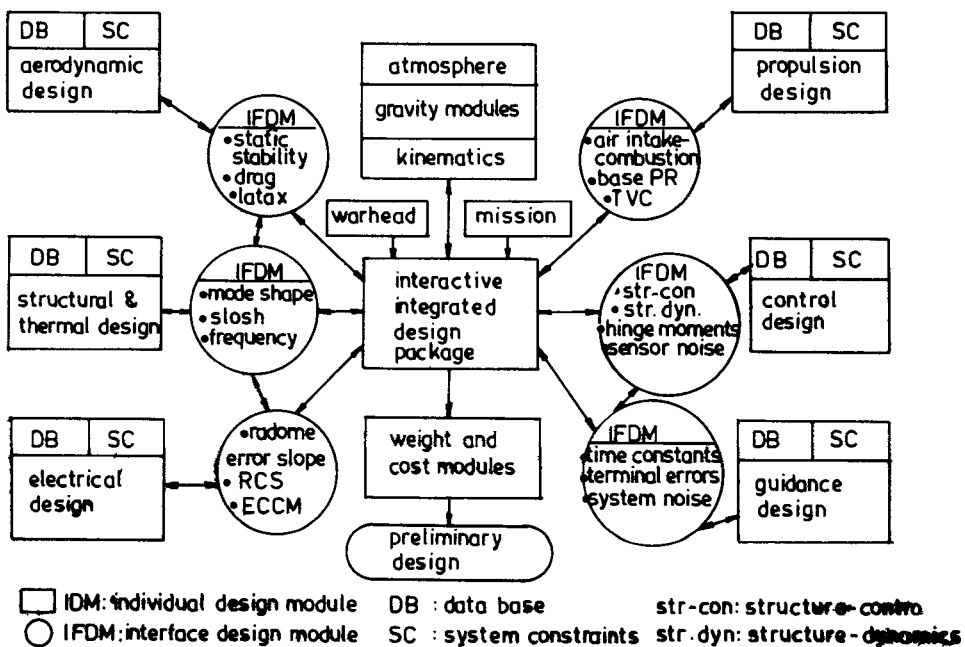 DB SC
aerodynamic
design
IFDM
• static
stability
• drag
• latax
atmosphere
gravity modules
kinematics
warhead
mission
IFDM
• air intake-
combustion
• base PR
• TVC
DB SC
propulsion
design
DB SC
structural &
thermal design
IFDM
• mode shape
• slosh
• frequency
interactive
integrated
design
package
IFDM
• str-con
• str. dyn.
• hinge moments
sensor noise
DB SC
control
design
DB SC
electrical
design
• radome
error slope
• RCS
• ECCM
weight and
cost modules
preliminary
design
IFDM
• time constants
• terminal errors
• system noise
DB SC
guidance
design
IDM: individual design module DB : data base str-con: structure-contro
IFDM: interface design module SC : system constraints str.dyn: structure-dynamics